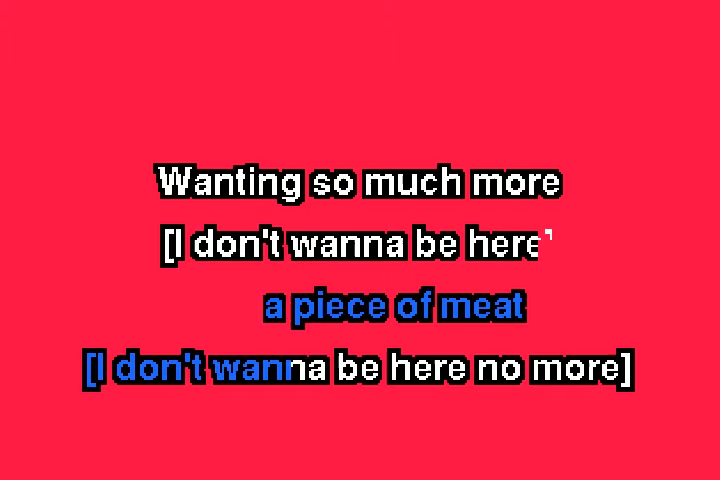 Wanting so much more
[I don't wanna be here
a piece of meat
[I don't wanna be here no more]